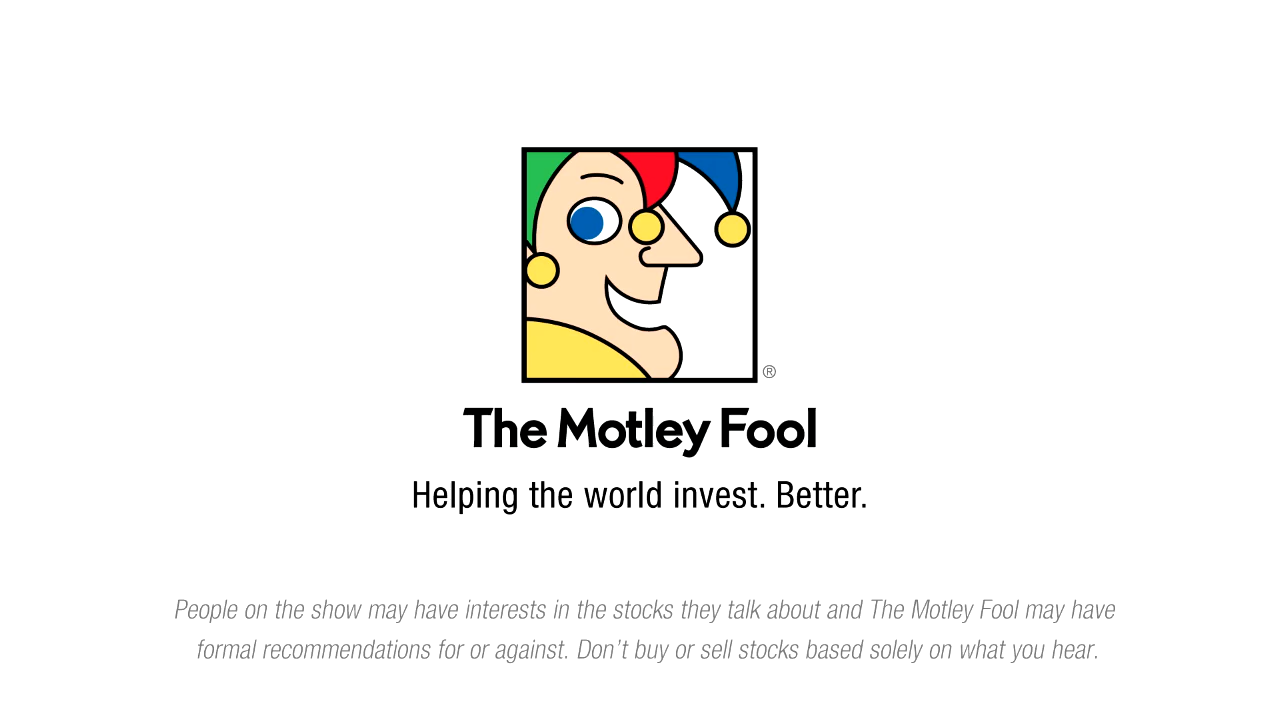 ®
The Motley Fool
Helping the world invest. Better.
People on the show may have interests in the stocks they talk about and The Motley Fool may have
formal recommendations for or against. Don’t buy or sell stocks based solely on what you hear.